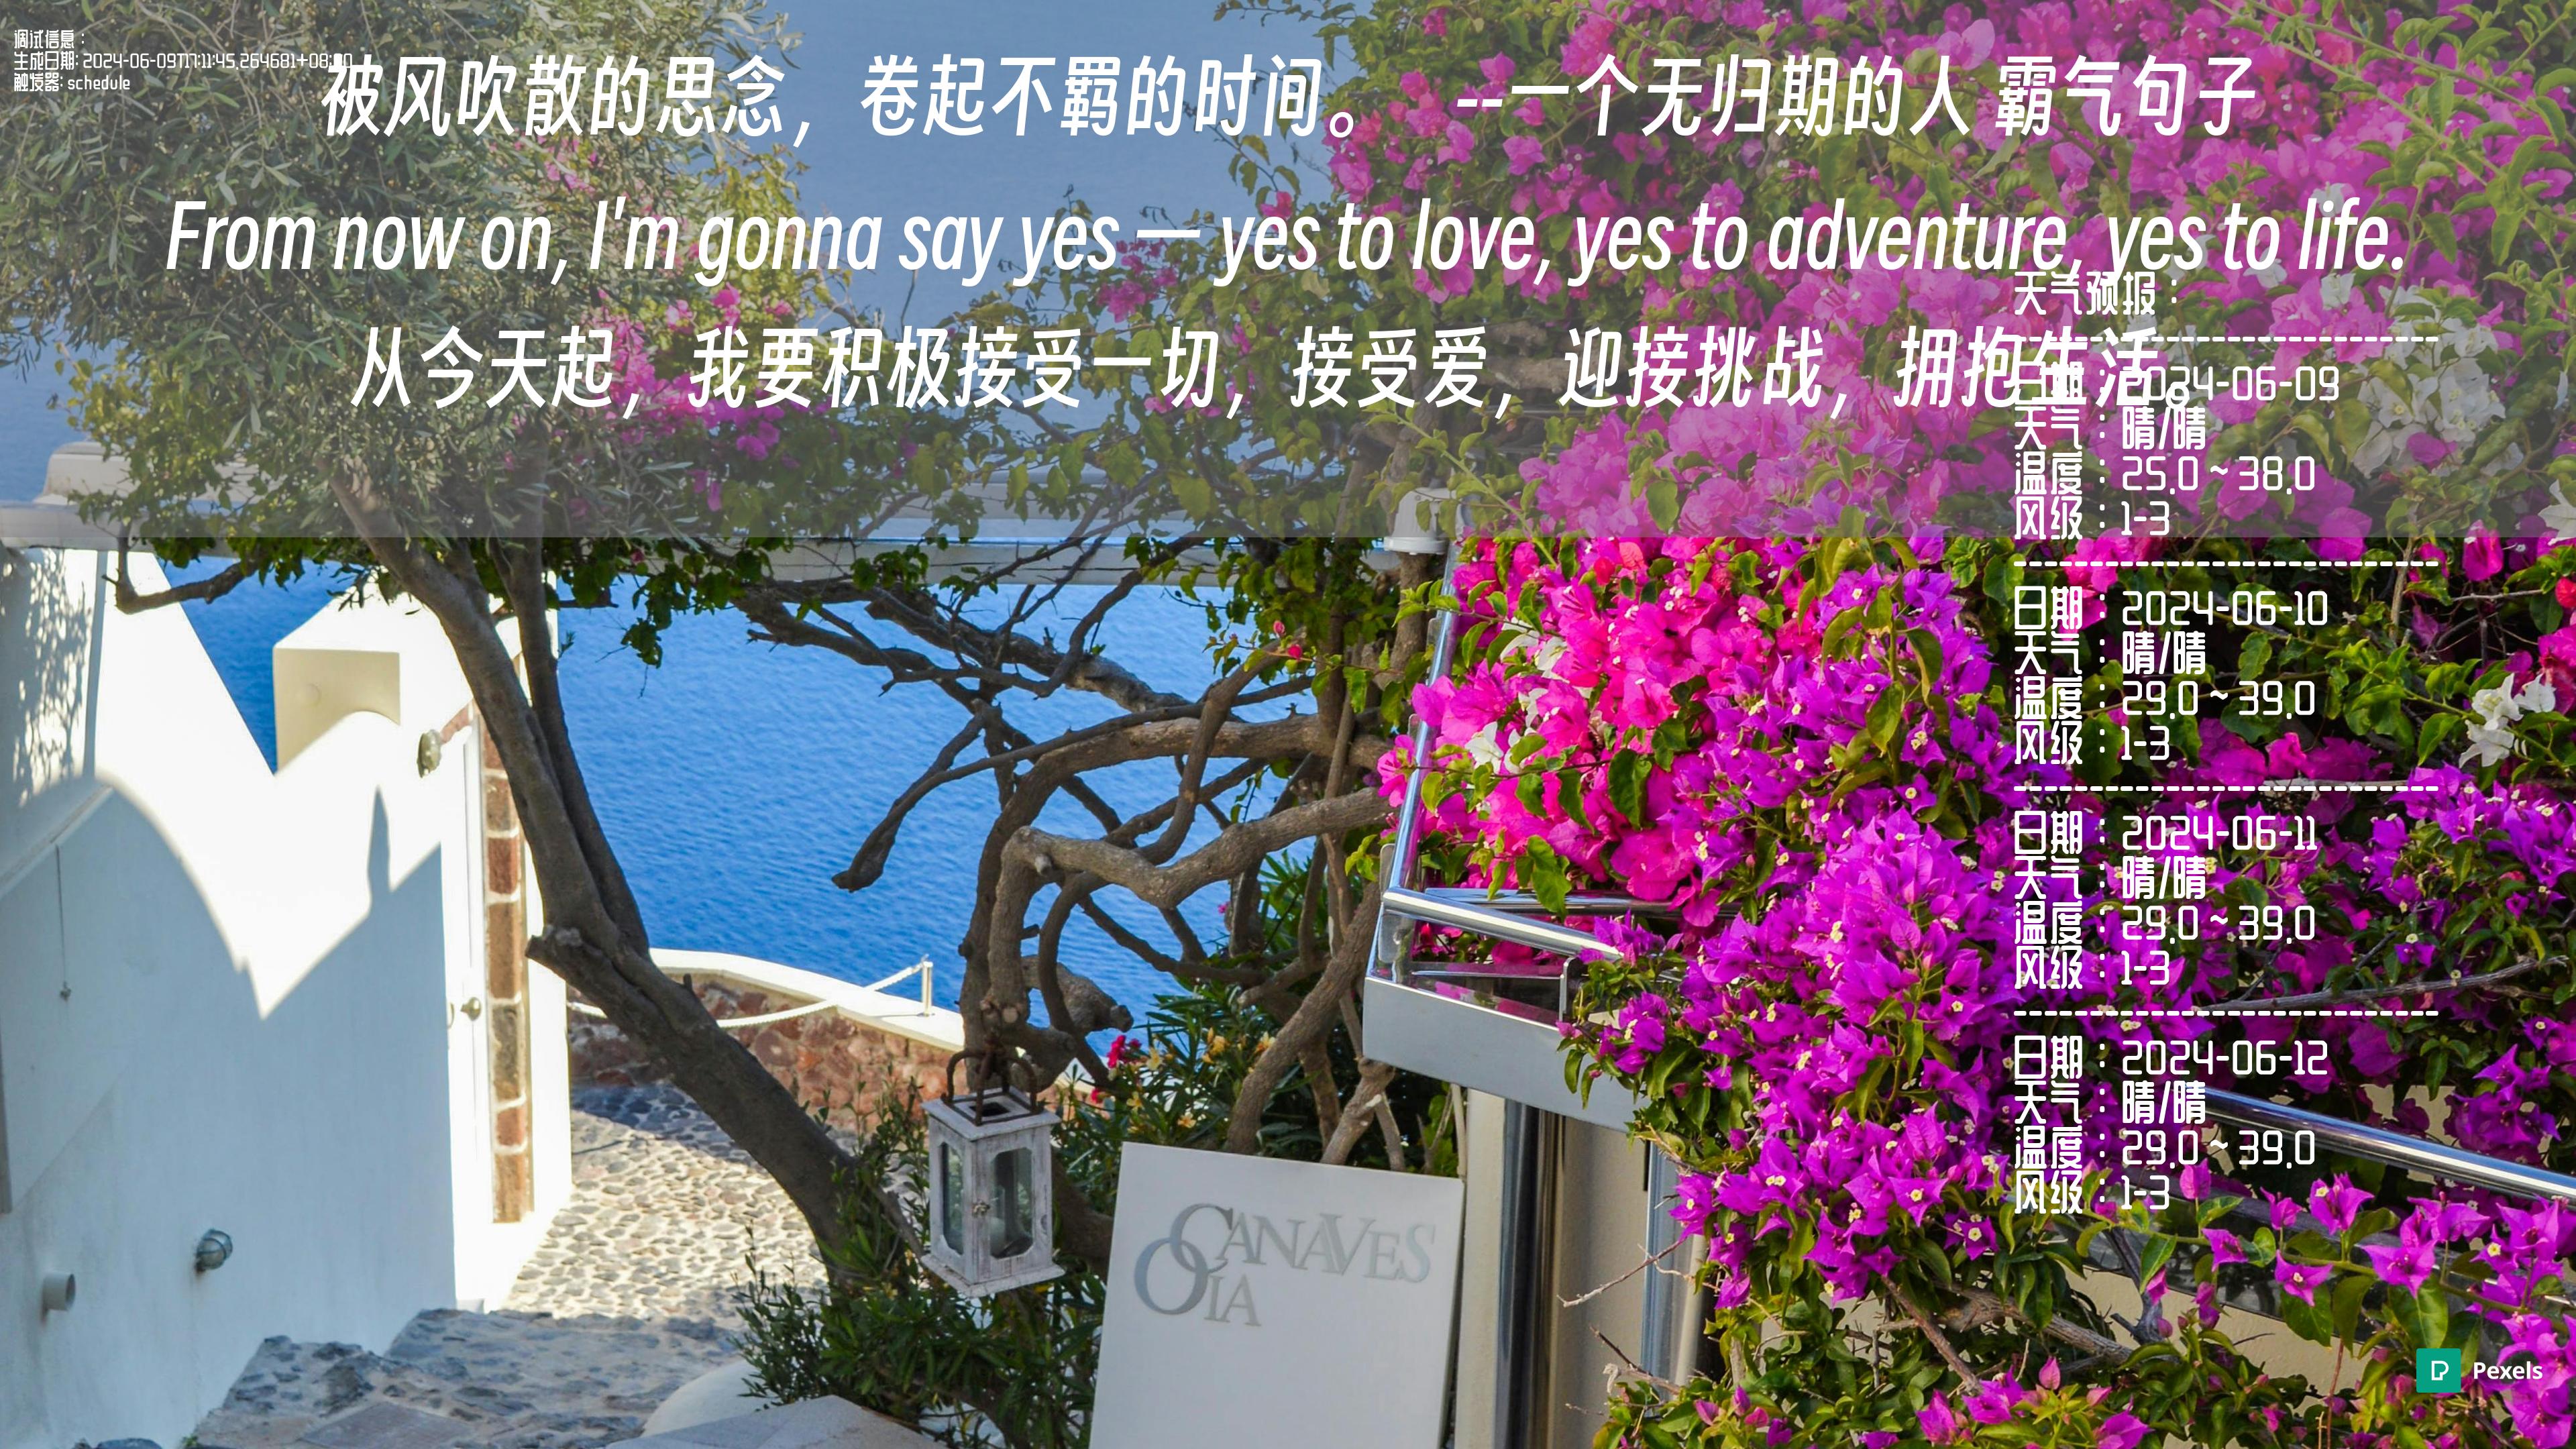 调试信息：
生成日期: 2024-06-09T17:11:45.264681+08:00
触发器: schedule
被风吹散的思念，卷起不羁的时间。 --一个无归期的人 霸气句子
From now on, I'm gonna say yes — yes to love, yes to adventure, yes to life.
从今天起，我要积极接受一切，接受爱，迎接挑战，拥抱生活。
天气预报：
------------------------------
日期：2024-06-09
天气：晴/晴
温度：25.0 ~ 38.0
风级：1-3
------------------------------
日期：2024-06-10
天气：晴/晴
温度：29.0 ~ 39.0
风级：1-3
------------------------------
日期：2024-06-11
天气：晴/晴
温度：29.0 ~ 39.0
风级：1-3
------------------------------
日期：2024-06-12
天气：晴/晴
温度：29.0 ~ 39.0
风级：1-3
CANAVES
OIA
Pexels